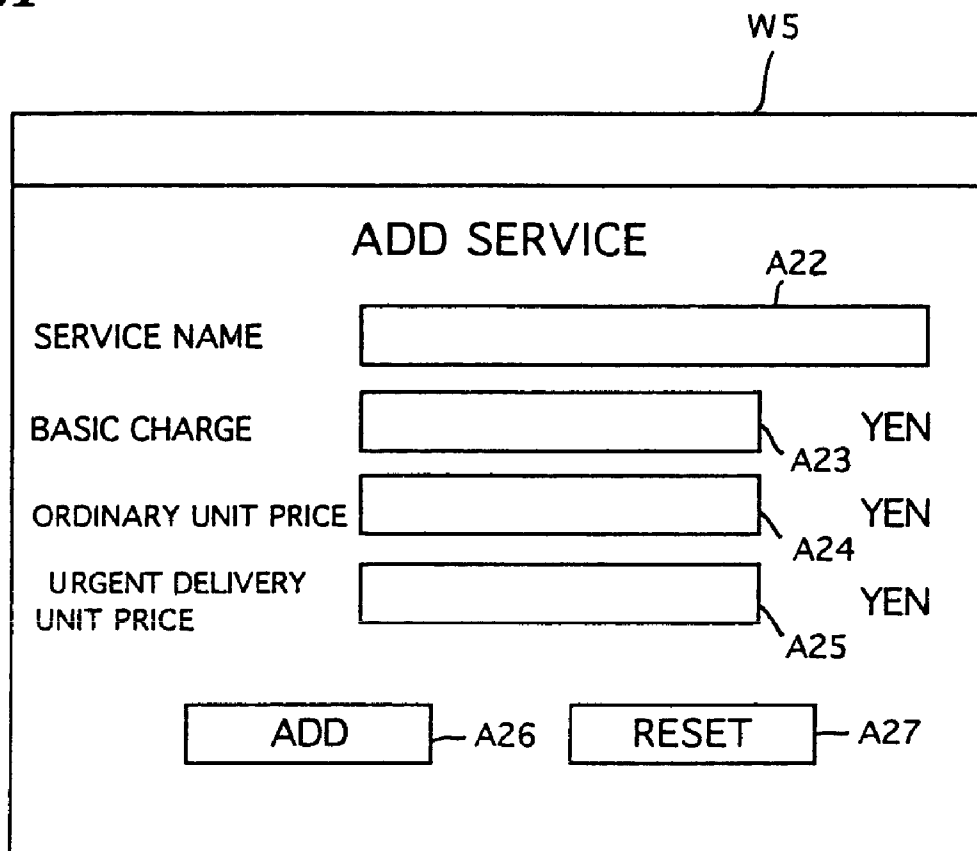 W5
ADD SERVICE
A22
SERVICE NAME
BASIC CHARGE
YEN
A23
ORDINARY UNIT PRICE
YEN
A24
URGENT DELIVERY
UNIT PRICE
YEN
A25
ADD
A26
RESET
A27